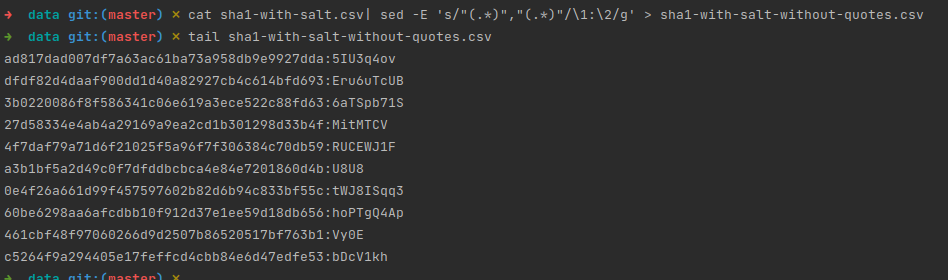 → data git:(master) × cat sha1-with-salt.csv| sed -E 's/"(.*)","(.*)"/\1:\2/g' > sha1-with-salt-without-quotes.csv
→ data git:(master) × tail sha1-with-salt-without-quotes.csv
ad817dad007df7a63ac61ba73a958db9e9927dda:5IU3q4ov
dfdf82d4daaf900dd1d40a82927cb4c614bfd693:Eru6uTcUB
3b0220086f8f586341c06e619a3ece522c88fd63:6aTSpb71S
27d58334e4ab4a29169a9ea2cd1b301298d33b4f:MitMTCV
4f7daf79a71d6f21025f5a96f7f306384c70db59:RUCEWJ1F
a3b1bf5a2d49c0f7dfddbcbca4e84e7201860d4b:U8U8
0e4f26a661d99f457597602b82d6b94c833bf55c:tWJ8ISqq3
60be6298aa6afcdbb10f912d37e1ee59d18db656:hoPTgQ4Ap
461cbf48f97060266d9d2507b86520517bf763b1:Vy0E
c5264f9a294405e17feffcd4cbb84e6d47edfe53:bDcV1kh
→ data git:(master) ×